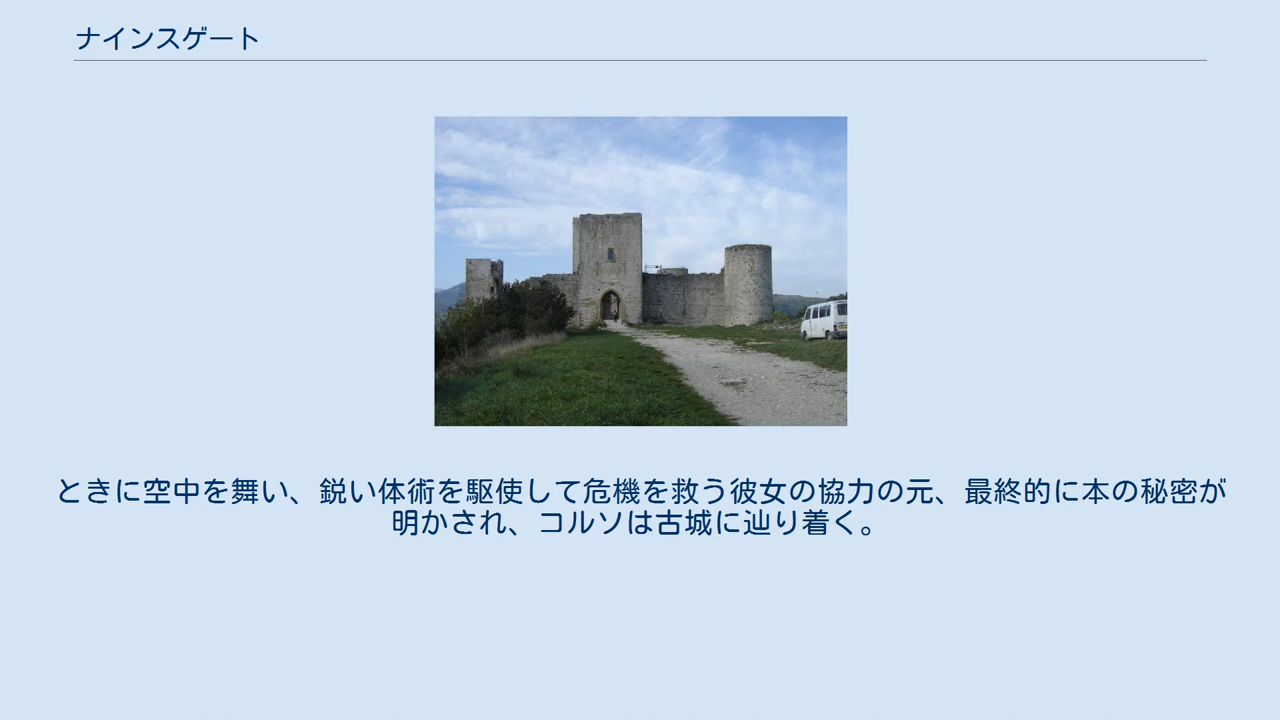 ナインスゲート
ときに空中を舞い、鋭い体術を駆使して危機を救う彼女の協力の元、最終的に本の秘密が
明かされ、コルソは古城に辿り着く。